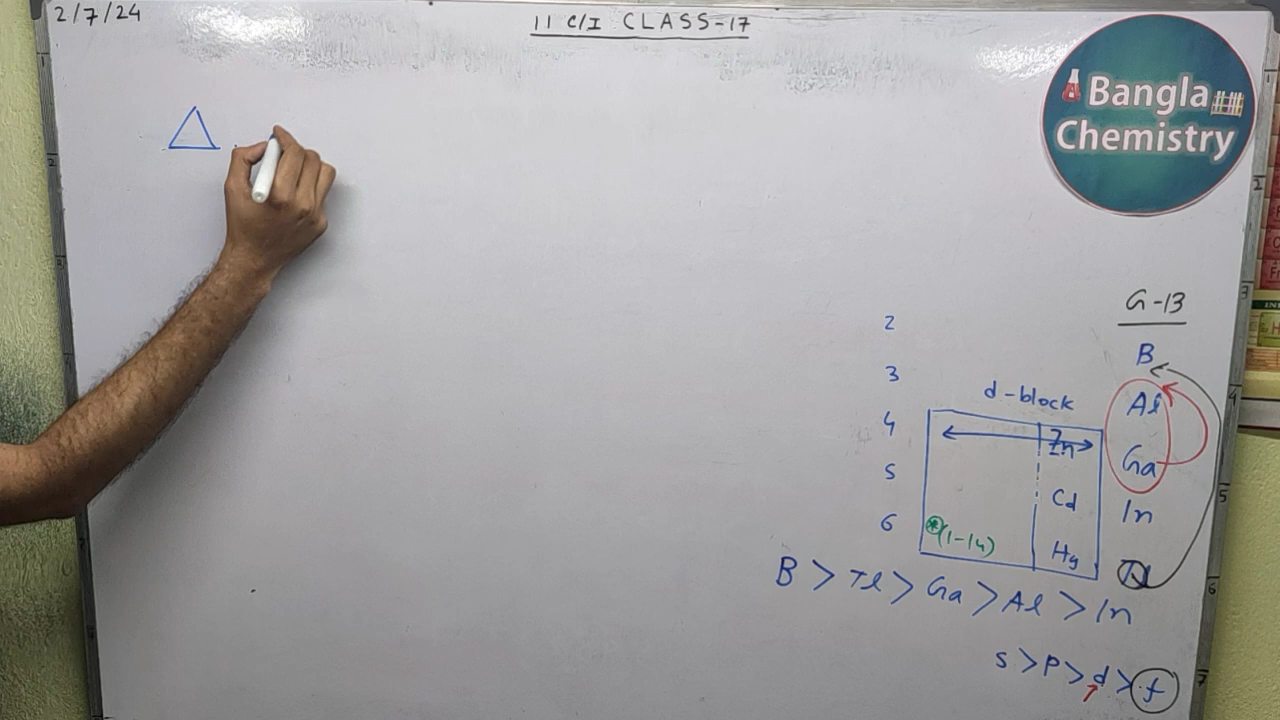 2/7/24
11 C/I CLASS-17
Bangla
Chemistry
G-13
2
B
3
d-block
Al
4
Zn
Ga
5
Cd
In
6
*(1-14)
Hg
Tl
B > Tl > Ga > Al > In
s > p > d > f